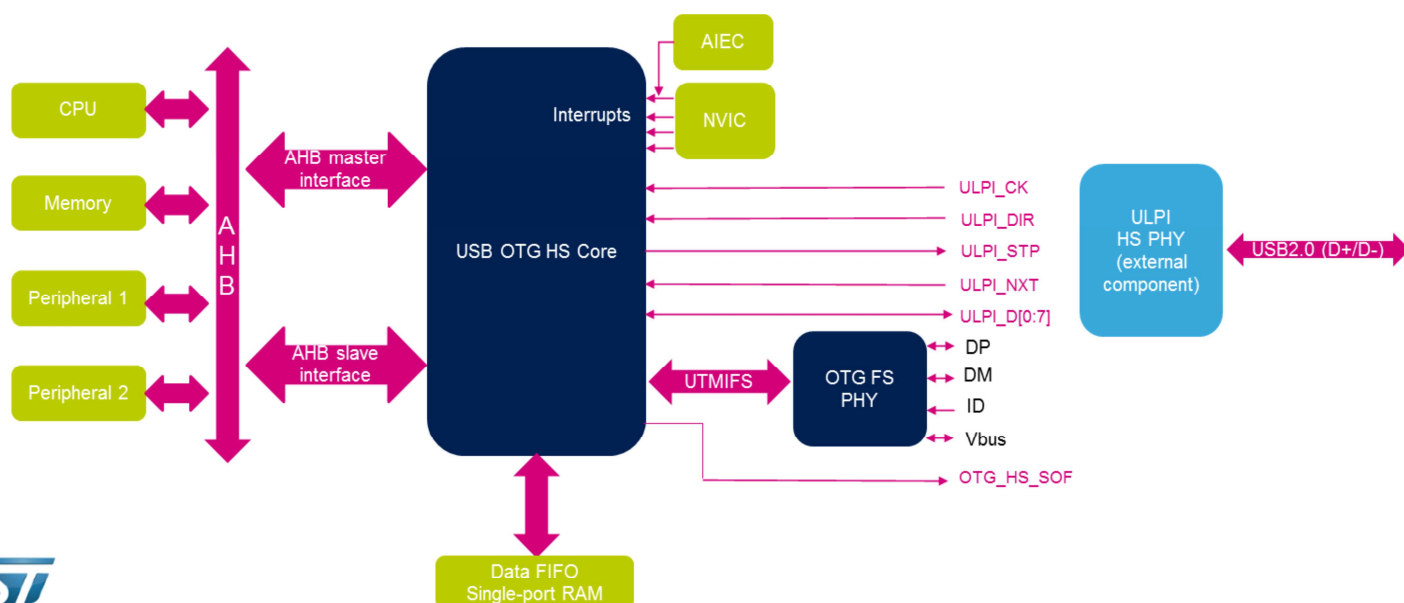 AIEC
CPU
Interrupts
NVIC
AHB master
interface
Memory
AHB
USB OTG HS Core
ULPI_CK
ULPI_DIR
ULPI_STP
ULPI_NXT
ULPI_D[0:7]
ULPI
HS PHY
(external
component)
USB2.0 (D+/D-)
Peripheral 1
AHB slave
interface
Peripheral 2
UTMIFS
OTG FS
PHY
DP
DM
ID
Vbus
OTG_HS_SOF
Data FIFO
Single-port RAM
ST